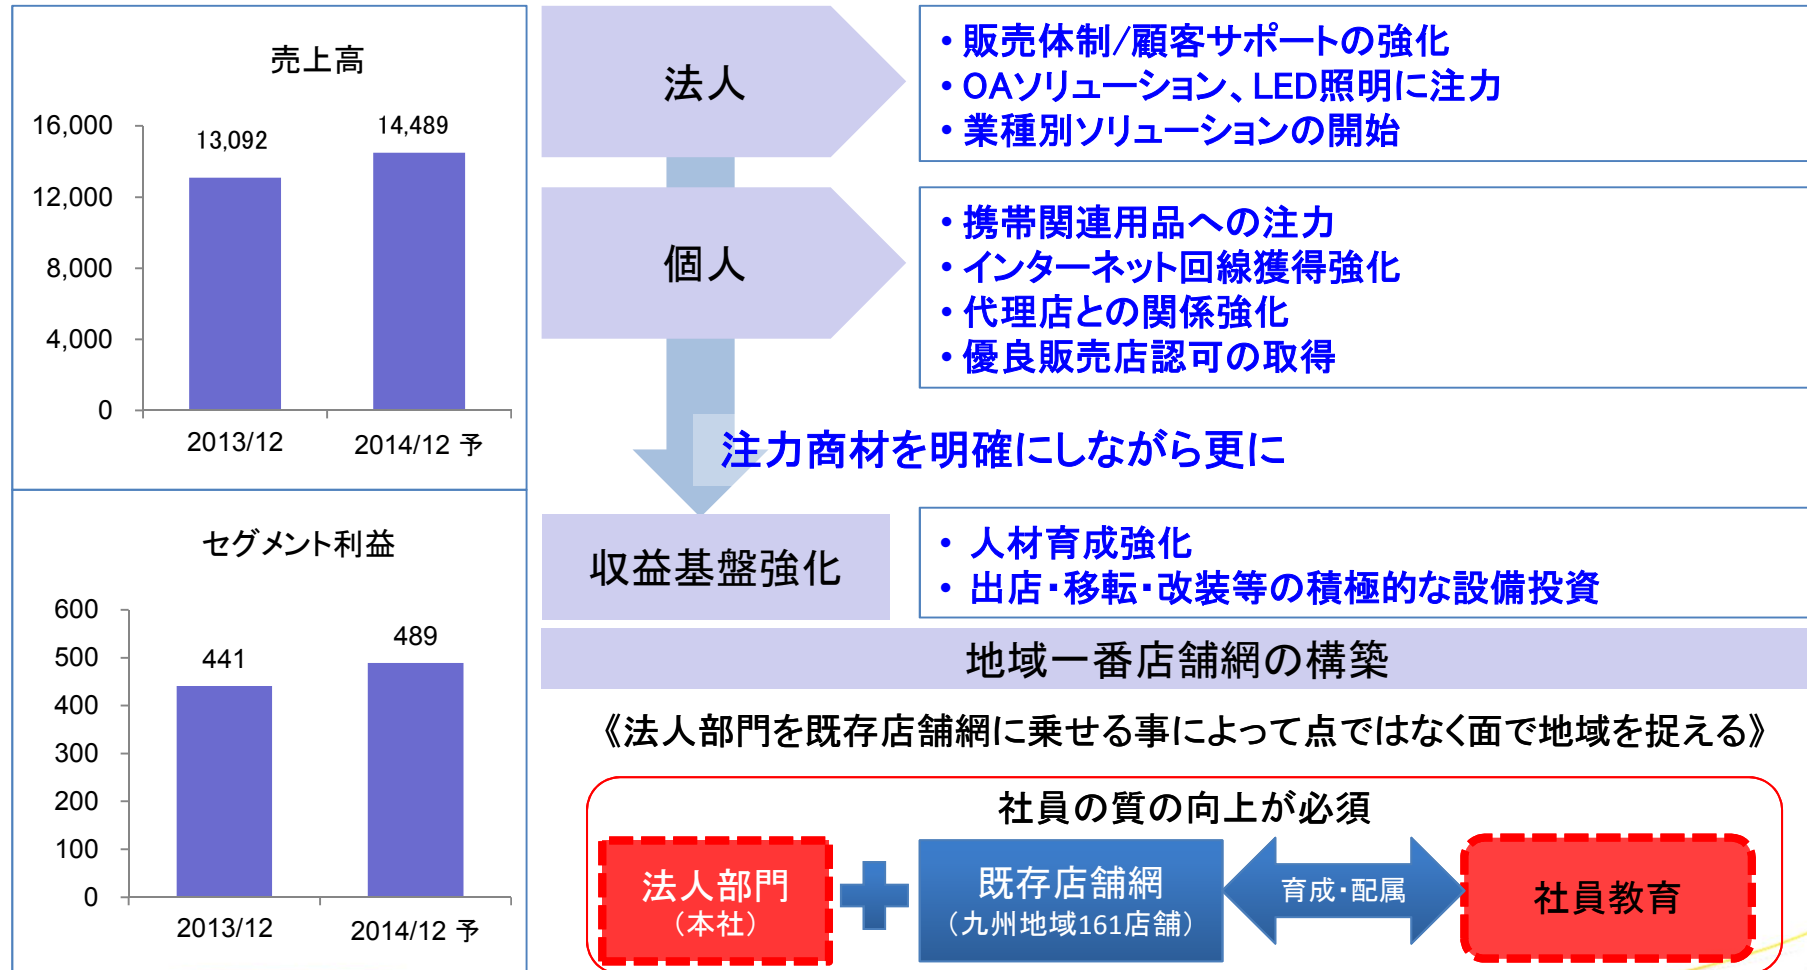 売上高
16,000
12,000
8,000
4,000
0
13,092
14,489
2013/12
2014/12 予
セグメント利益
600
500
400
300
200
100
0
441
489
2013/12
2014/12 予
法人
・販売体制/顧客サポートの強化
・OAソリューション、LED照明に注力
・業種別ソリューションの開始
個人
・携帯関連用品への注力
・インターネット回線獲得強化
・代理店との関係強化
・優良販売店認可の取得
注力商材を明確にしながら更に
収益基盤強化
・ 人材育成強化
・ 出店・移転・改装等の積極的な設備投資
地域一番店舗網の構築
《法人部門を既存店舗網に乗せる事によって点ではなく面で地域を捉える》
社員の質の向上が必須
法人部門
（本社）
既存店舗網
（九州地域161店舗）
育成・配属
社員教育